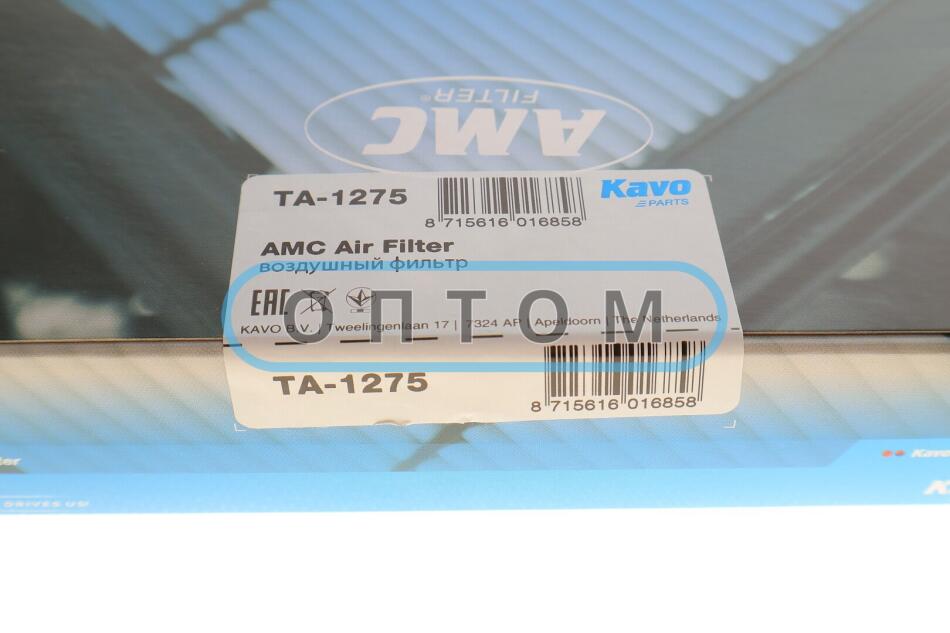 AMC
FILTER®
TA-1275
8 715616 016858
Kavo
PARTS
AMC Air Filter
воздушный фильтр
EAC
ОПТОМ
KAVO B.V. | Tweelingenlaan 17 | 7324 AP | Apeldoorn | The Netherlands
TA-1275
8 715616 016858
DRIVES US!
Kavo